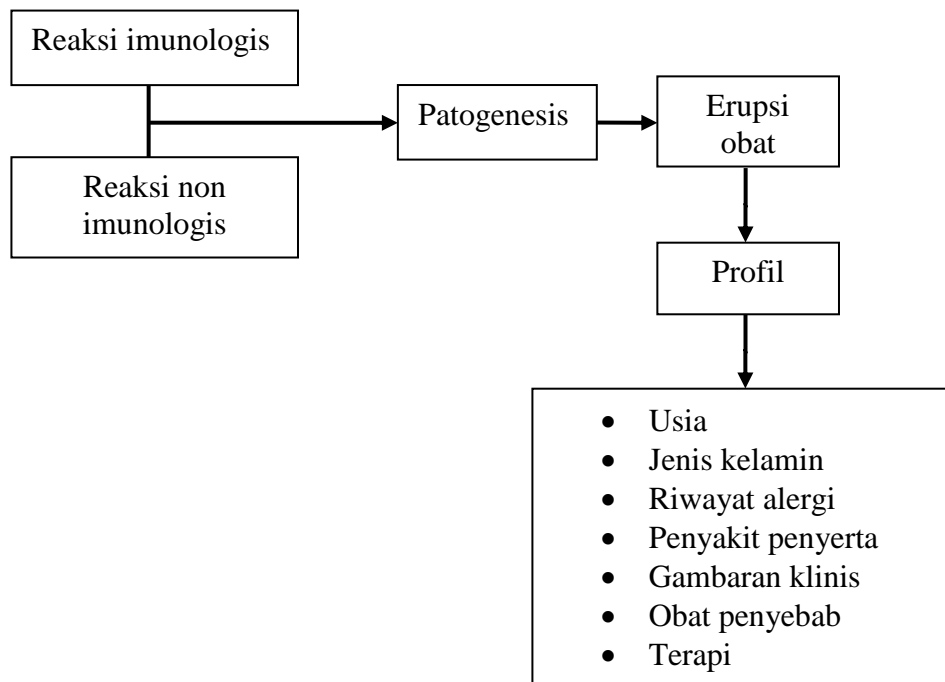 Reaksi imunologis
Patogenesis
Erupsi
obat
Reaksi non
imunologis
Profil
• Usia
• Jenis kelamin
• Riwayat alergi
• Penyakit penyerta
• Gambaran klinis
• Obat penyebab
• Terapi